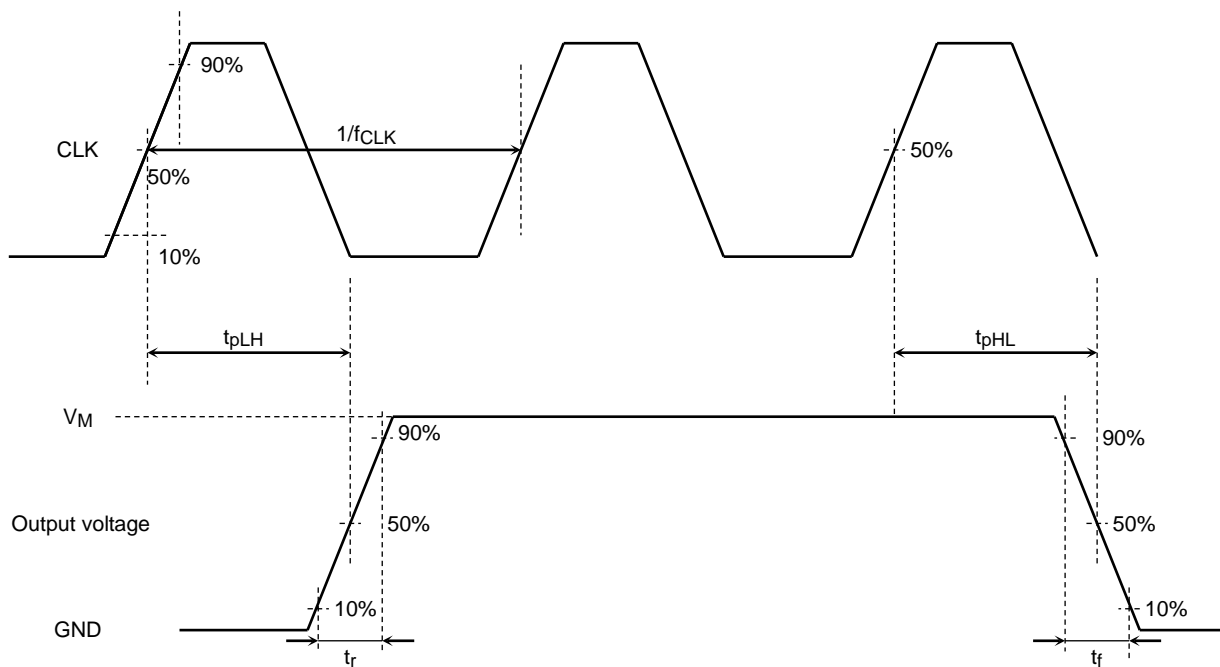 90%
1/fCLK
CLK
50%
50%
10%
tpLH
tpHL
VM
90%
90%
Output voltage
50%
50%
10%
10%
GND
tr
tf